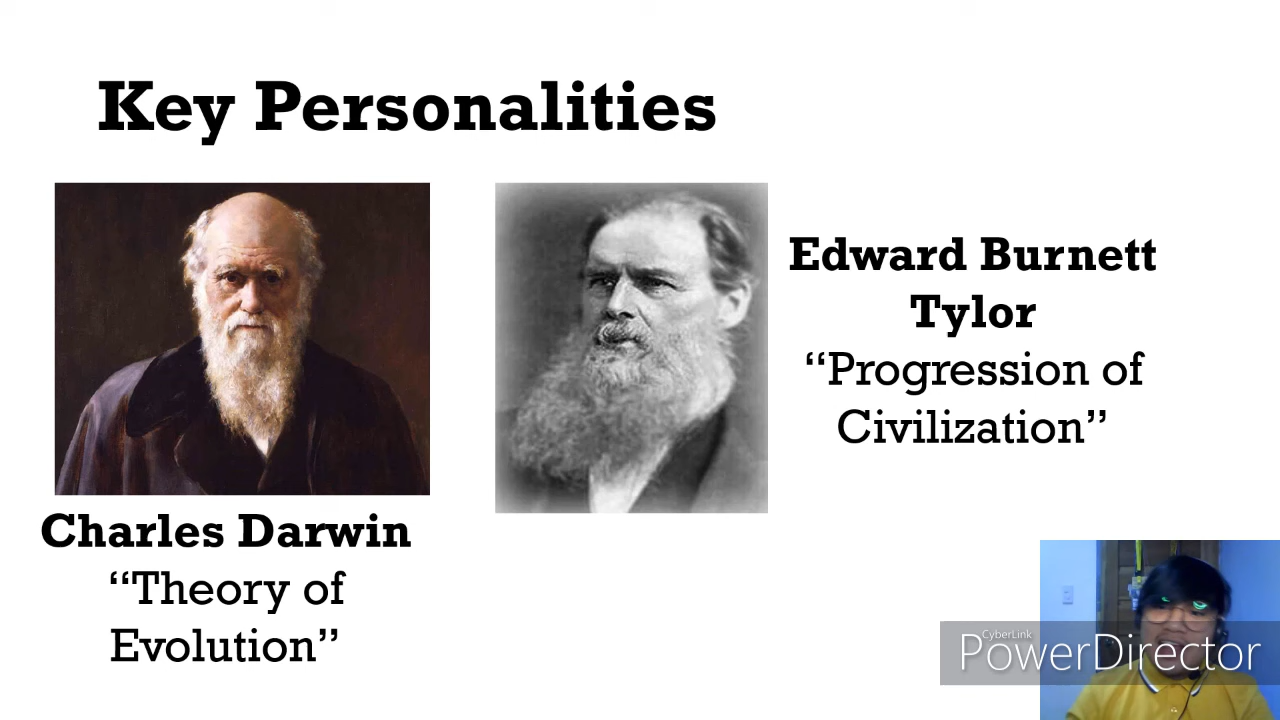 Key Personalities
Charles Darwin
“Theory of
Evolution”
Edward Burnett
Tylor
“Progression of
Civilization”
CyberLink
PowerDirector